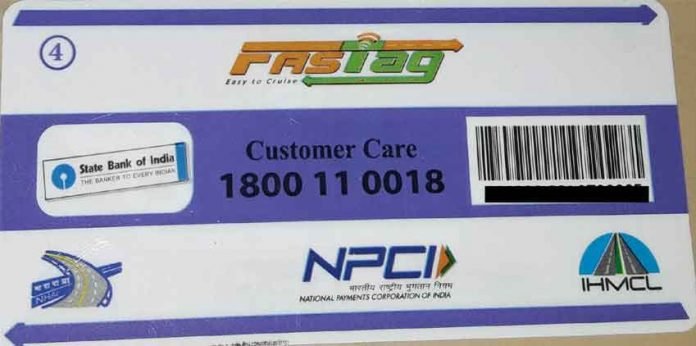 4
FASTag
Easy to Cruise
State Bank of India
THE BANKER TO EVERY INDIAN
Customer Care
1800 11 0018
भा रा रा प्रा
NHAI
NPCI
भारतीय राष्ट्रीय भुगतान निगम
NATIONAL PAYMENTS CORPORATION OF INDIA
IHMCL